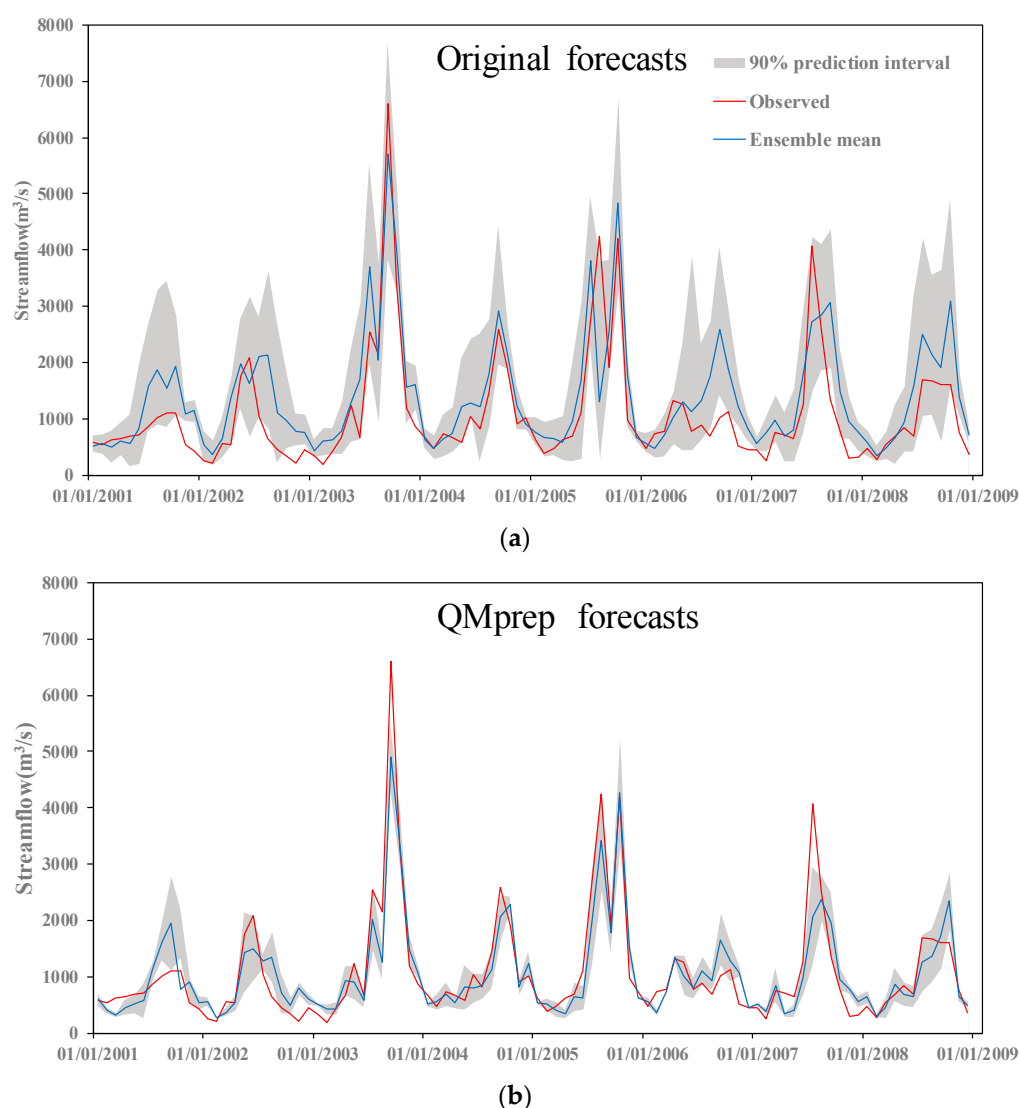 Original forecasts
90% prediction interval
Observed
Ensemble mean
Streamflow(m³/s)
8000
7000
6000
5000
4000
3000
2000
1000
0
01/01/2001 01/01/2002 01/01/2003 01/01/2004 01/01/2005 01/01/2006 01/01/2007 01/01/2008 01/01/2009
(a)
QMprep forecasts
Streamflow(m³/s)
8000
7000
6000
5000
4000
3000
2000
1000
0
01/01/2001 01/01/2002 01/01/2003 01/01/2004 01/01/2005 01/01/2006 01/01/2007 01/01/2008 01/01/2009
(b)